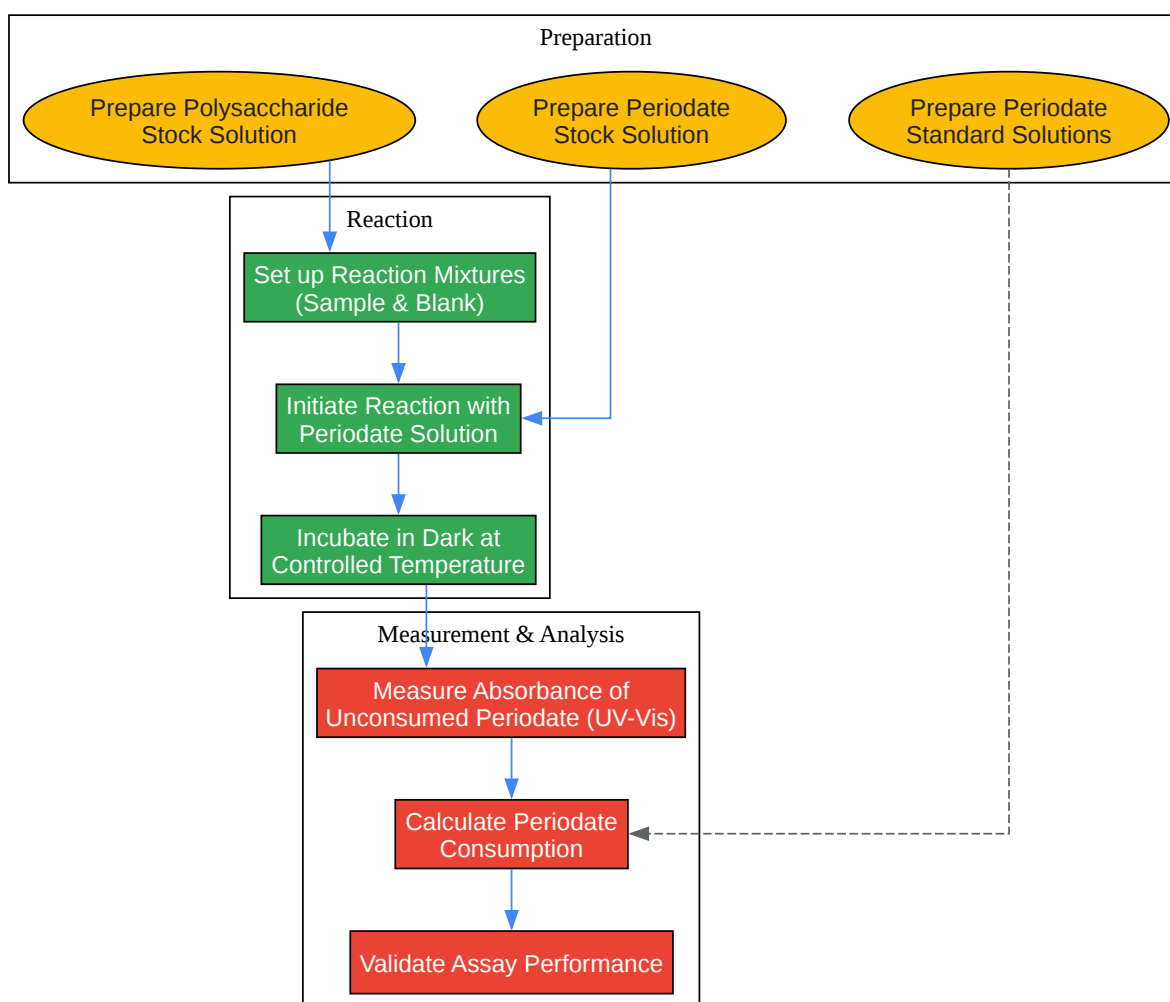 Preparation
Prepare Polysaccharide
Stock Solution
Prepare Periodate
Stock Solution
Prepare Periodate
Standard Solutions
Reaction
Set up Reaction Mixtures
(Sample & Blank)
Initiate Reaction with
Periodate Solution
Incubate in Dark at
Controlled Temperature
Measurement & Analysis
Measure Absorbance of
Unconsumed Periodate (UV-Vis)
Calculate Periodate
Consumption
Validate Assay Performance